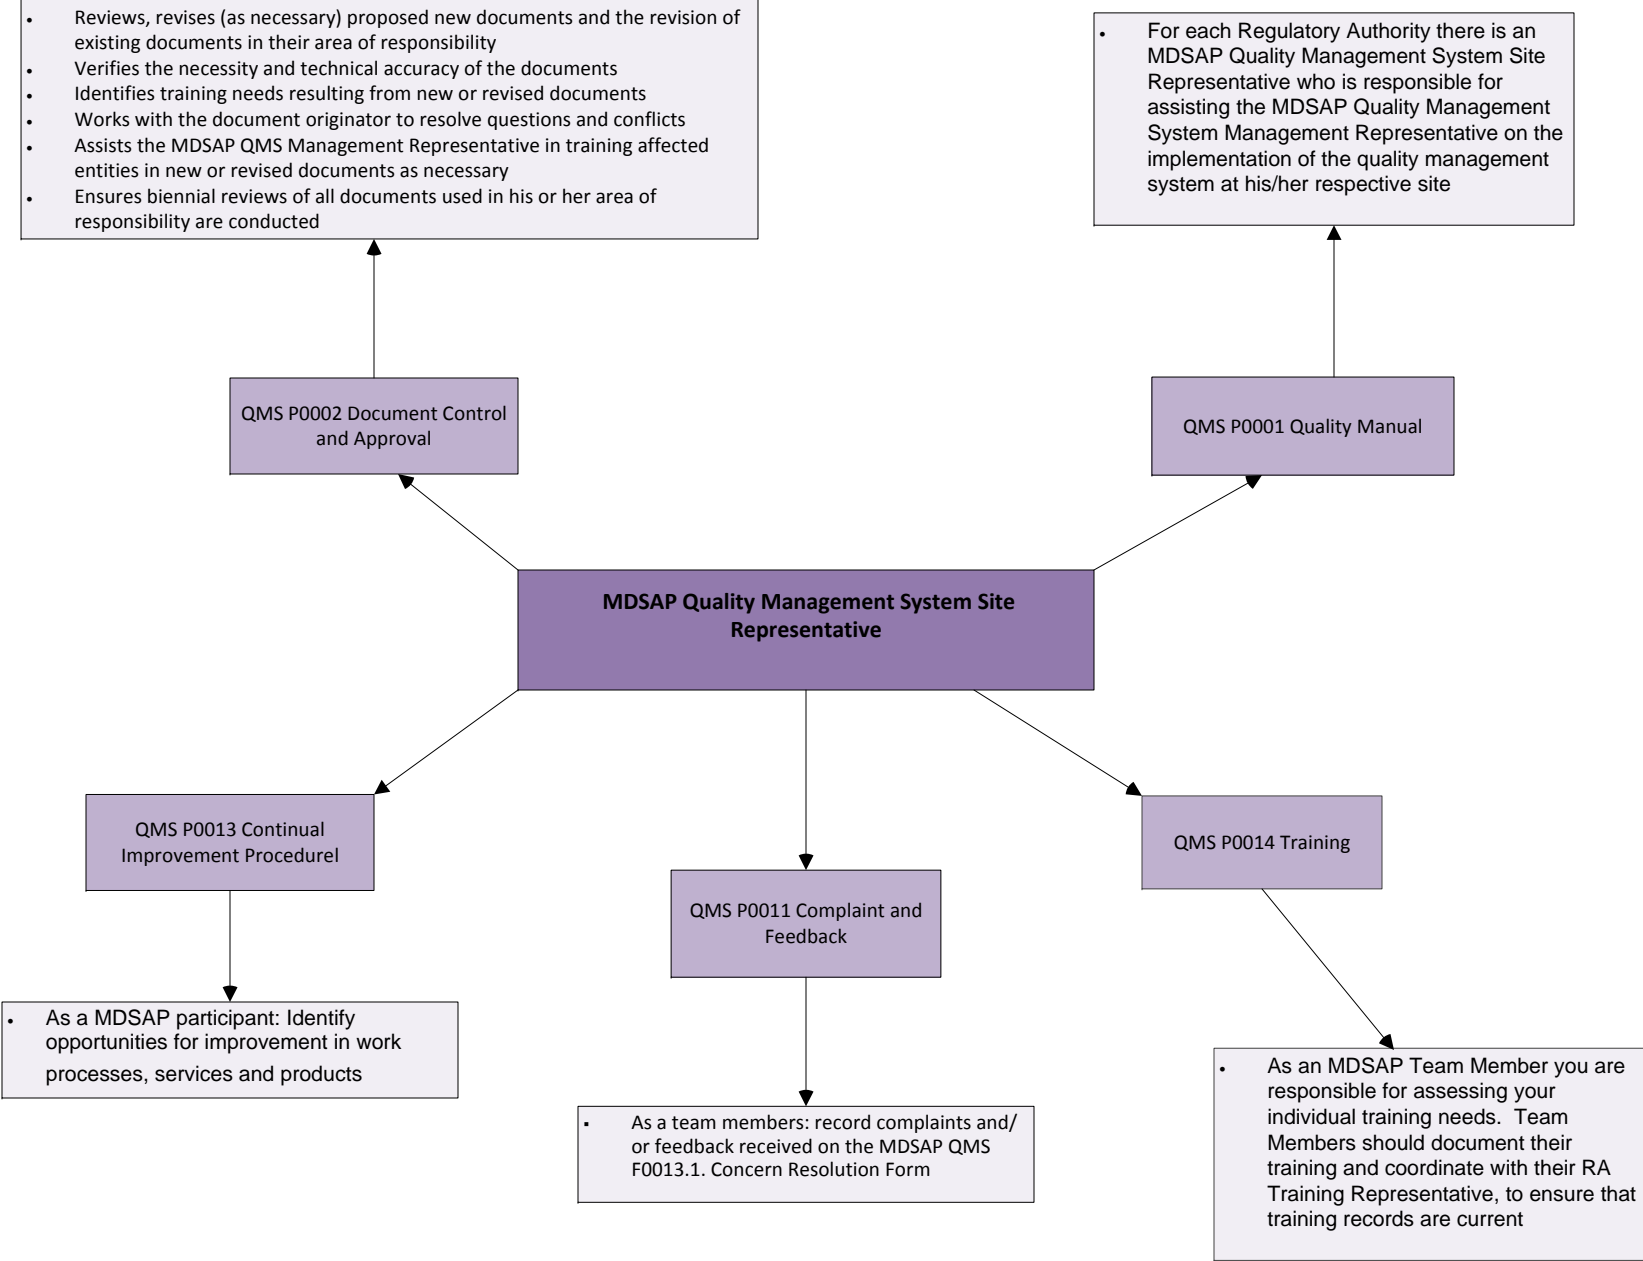 • Reviews, revises (as necessary) proposed new documents and the revision of
existing documents in their area of responsibility
• Verifies the necessity and technical accuracy of the documents
• Identifies training needs resulting from new or revised documents
• Works with the document originator to resolve questions and conflicts
• Assists the MDSAP QMS Management Representative in training affected
entities in new or revised documents as necessary
• Ensures biennial reviews of all documents used in his or her area of
responsibility are conducted
• For each Regulatory Authority there is an
MDSAP Quality Management System Site
Representative who is responsible for
assisting the MDSAP Quality Management
System Management Representative on the
implementation of the quality management
system at his/her respective site
QMS P0002 Document Control
and Approval
QMS P0001 Quality Manual
MDSAP Quality Management System Site
Representative
QMS P0013 Continual
Improvement Procedurel
QMS P0011 Complaint and
Feedback
QMS P0014 Training
• As a MDSAP participant: Identify
opportunities for improvement in work
processes, services and products
▪ As a team members: record complaints and/
or feedback received on the MDSAP QMS
F0013.1. Concern Resolution Form
• As an MDSAP Team Member you are
responsible for assessing your
individual training needs.  Team
Members should document their
training and coordinate with their RA
Training Representative, to ensure that
training records are current